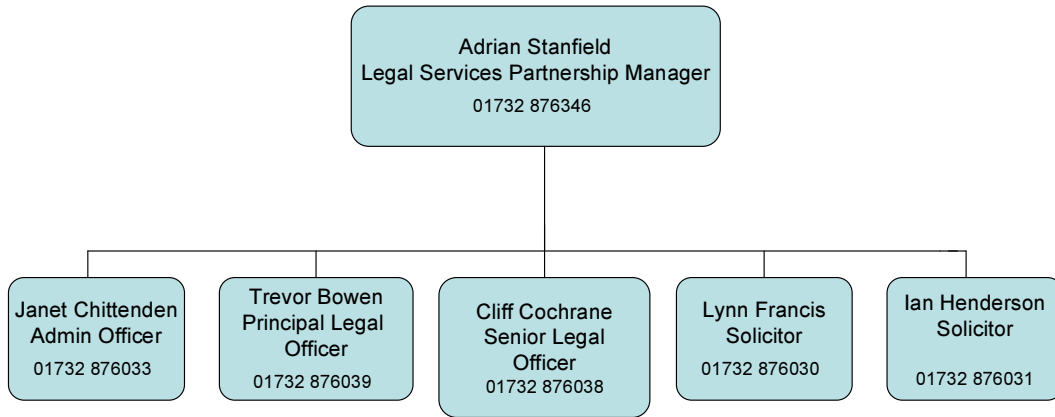 Adrian Stanfield
Legal Services Partnership Manager
01732 876346
Janet Chittenden
Admin Officer
01732 876033
Trevor Bowen
Principal Legal
Officer
01732 876039
Cliff Cochrane
Senior Legal
Officer
01732 876038
Lynn Francis
Solicitor
01732 876030
Ian Henderson
Solicitor
01732 876031